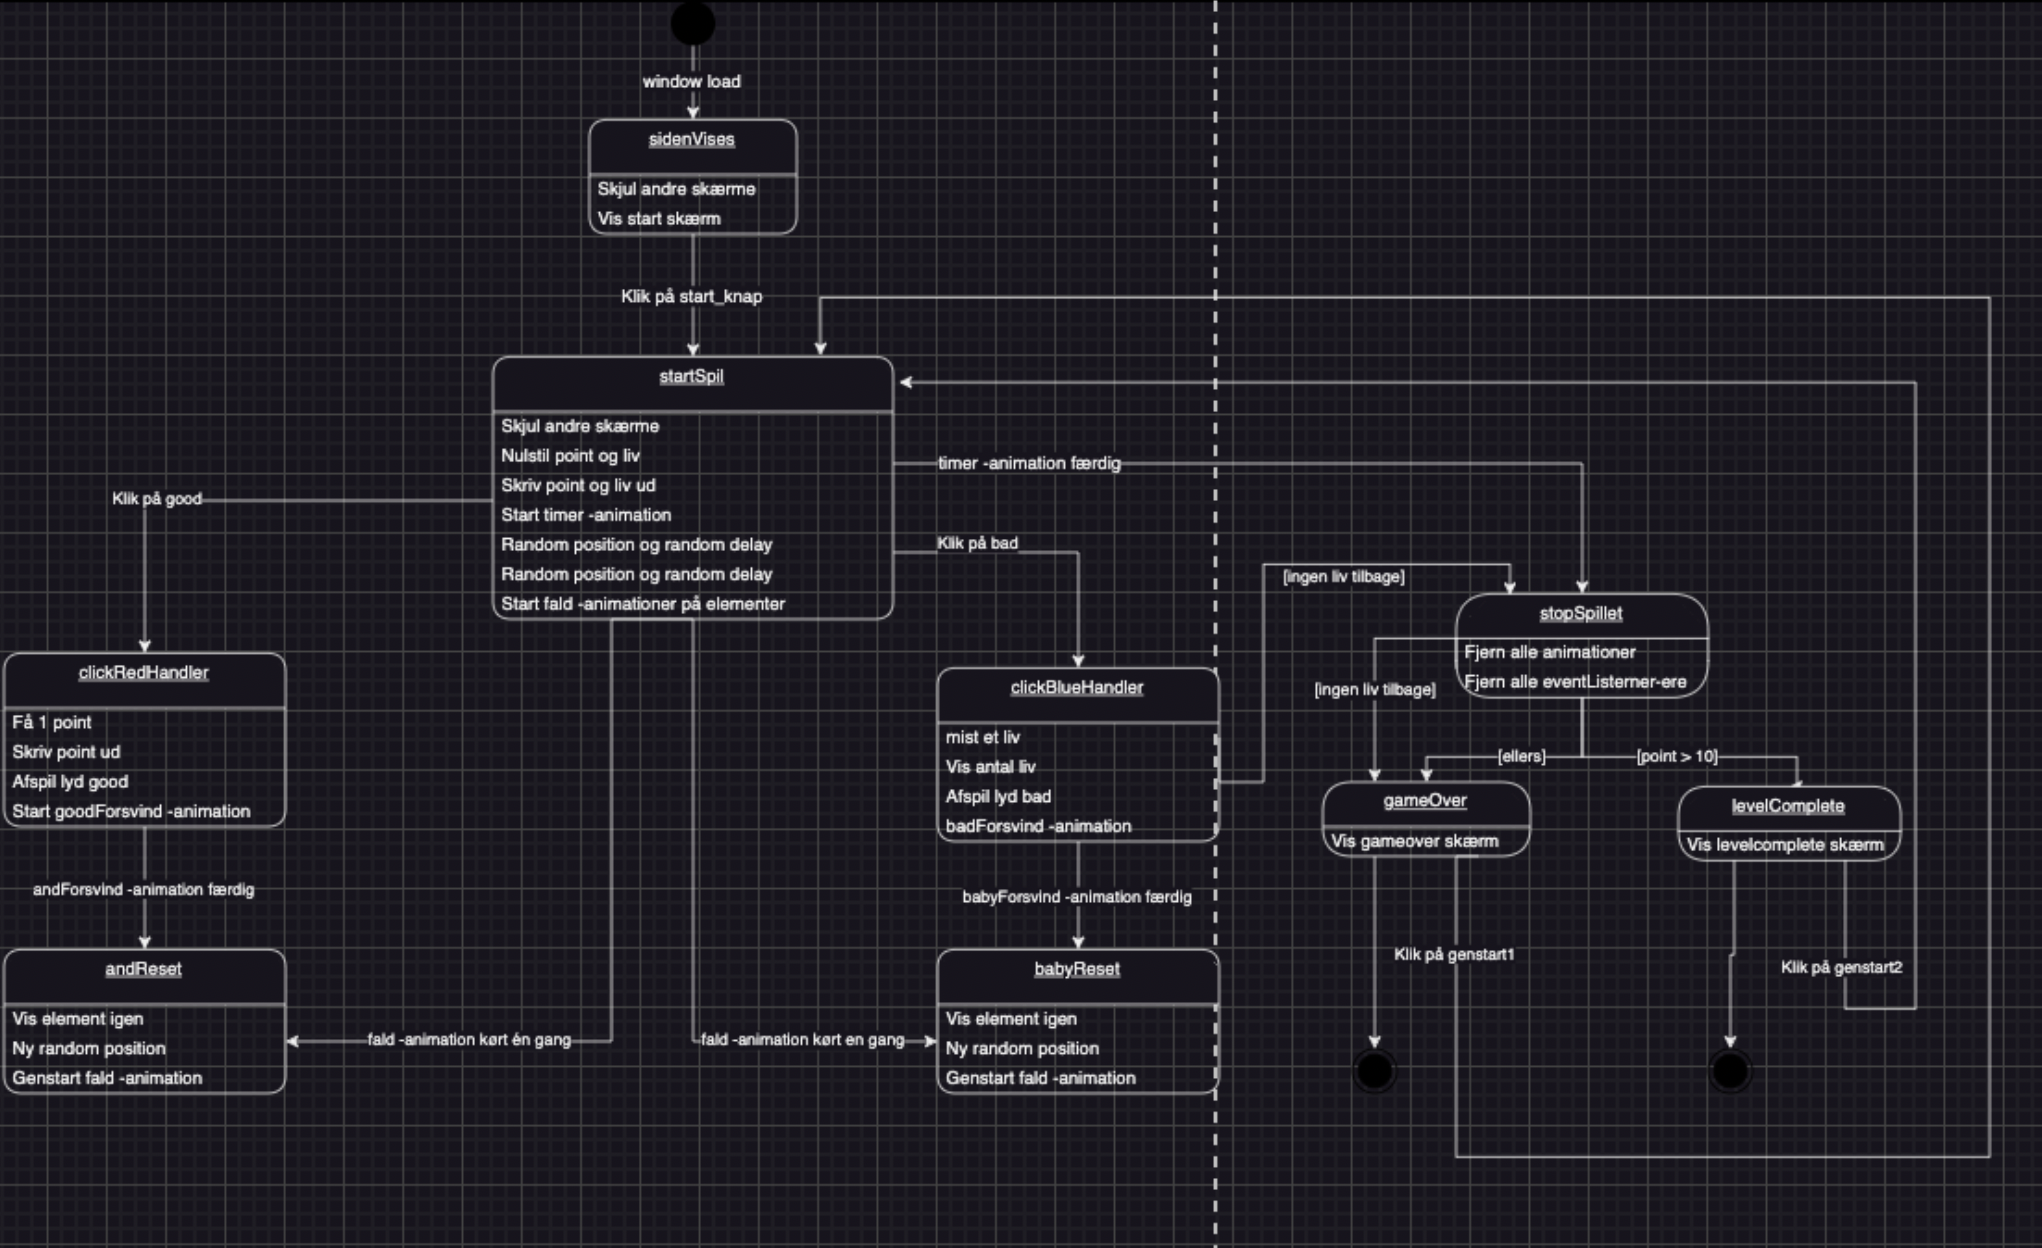 window load
sidenVises
Skjul andre skærme
Vis start skærm
Klik på start_knap
startSpil
Skjul andre skærme
Nulstil point og liv
Skriv point og liv ud
Start timer -animation
Random position og random delay
Random position og random delay
Start fald -animationer på elementer
Klik på good
timer -animation færdig
Klik på bad
[ingen liv tilbage]
clickRedHandler
Få 1 point
Skriv point ud
Afspil lyd good
Start goodForsvind -animation
clickBlueHandler
mist et liv
Vis antal liv
Afspil lyd bad
badForsvind -animation
stopSpillet
Fjern alle animationer
Fjern alle eventListerner-ere
[ingen liv tilbage]
[ellers]
[point > 10]
gameOver
Vis gameover skærm
levelComplete
Vis levelcomplete skærm
andForsvind -animation færdig
babyForsvind -animation færdig
andReset
Vis element igen
Ny random position
Genstart fald -animation
fald -animation kørt én gang
fald -animation kørt en gang
babyReset
Vis element igen
Ny random position
Genstart fald -animation
Klik på genstart1
Klik på genstart2